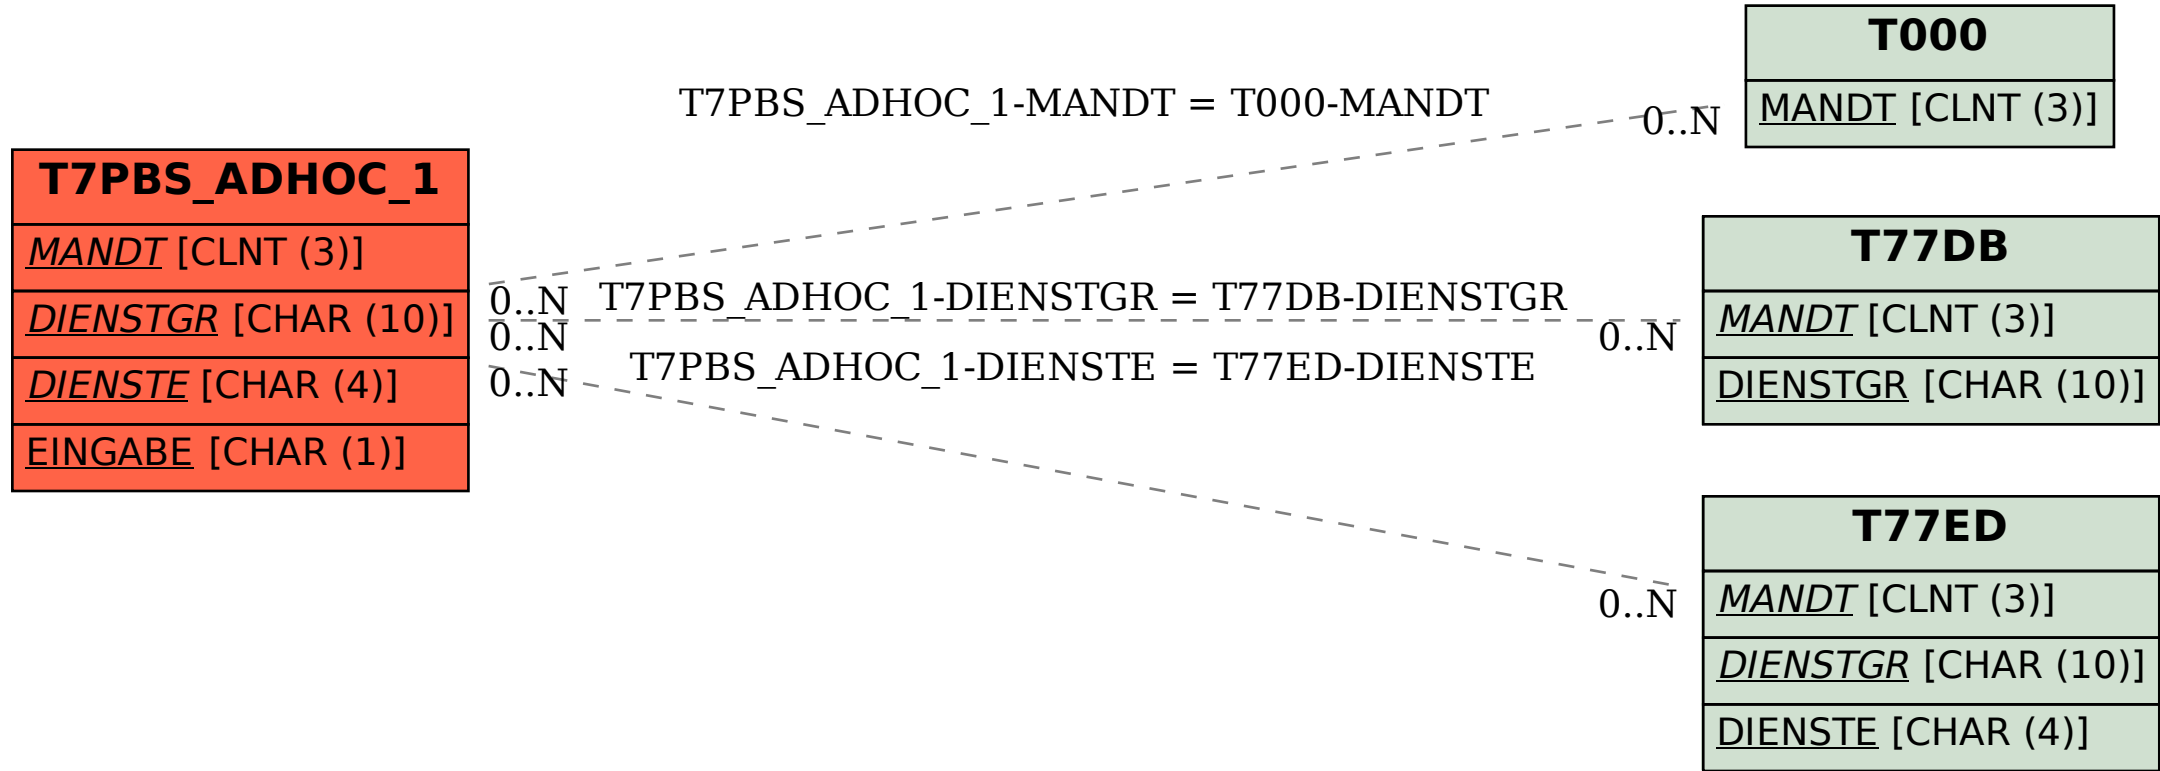 T7PBS_ADHOC_1
MANDT [CLNT (3)]
DIENSTGR [CHAR (10)]
DIENSTE [CHAR (4)]
EINGABE [CHAR (1)]
T7PBS_ADHOC_1-MANDT = T000-MANDT
0..N
0..N
T7PBS_ADHOC_1-DIENSTGR = T77DB-DIENSTGR
0..N
0..N
T7PBS_ADHOC_1-DIENSTE = T77ED-DIENSTE
0..N
0..N
T000
MANDT [CLNT (3)]
T77DB
MANDT [CLNT (3)]
DIENSTGR [CHAR (10)]
T77ED
MANDT [CLNT (3)]
DIENSTGR [CHAR (10)]
DIENSTE [CHAR (4)]